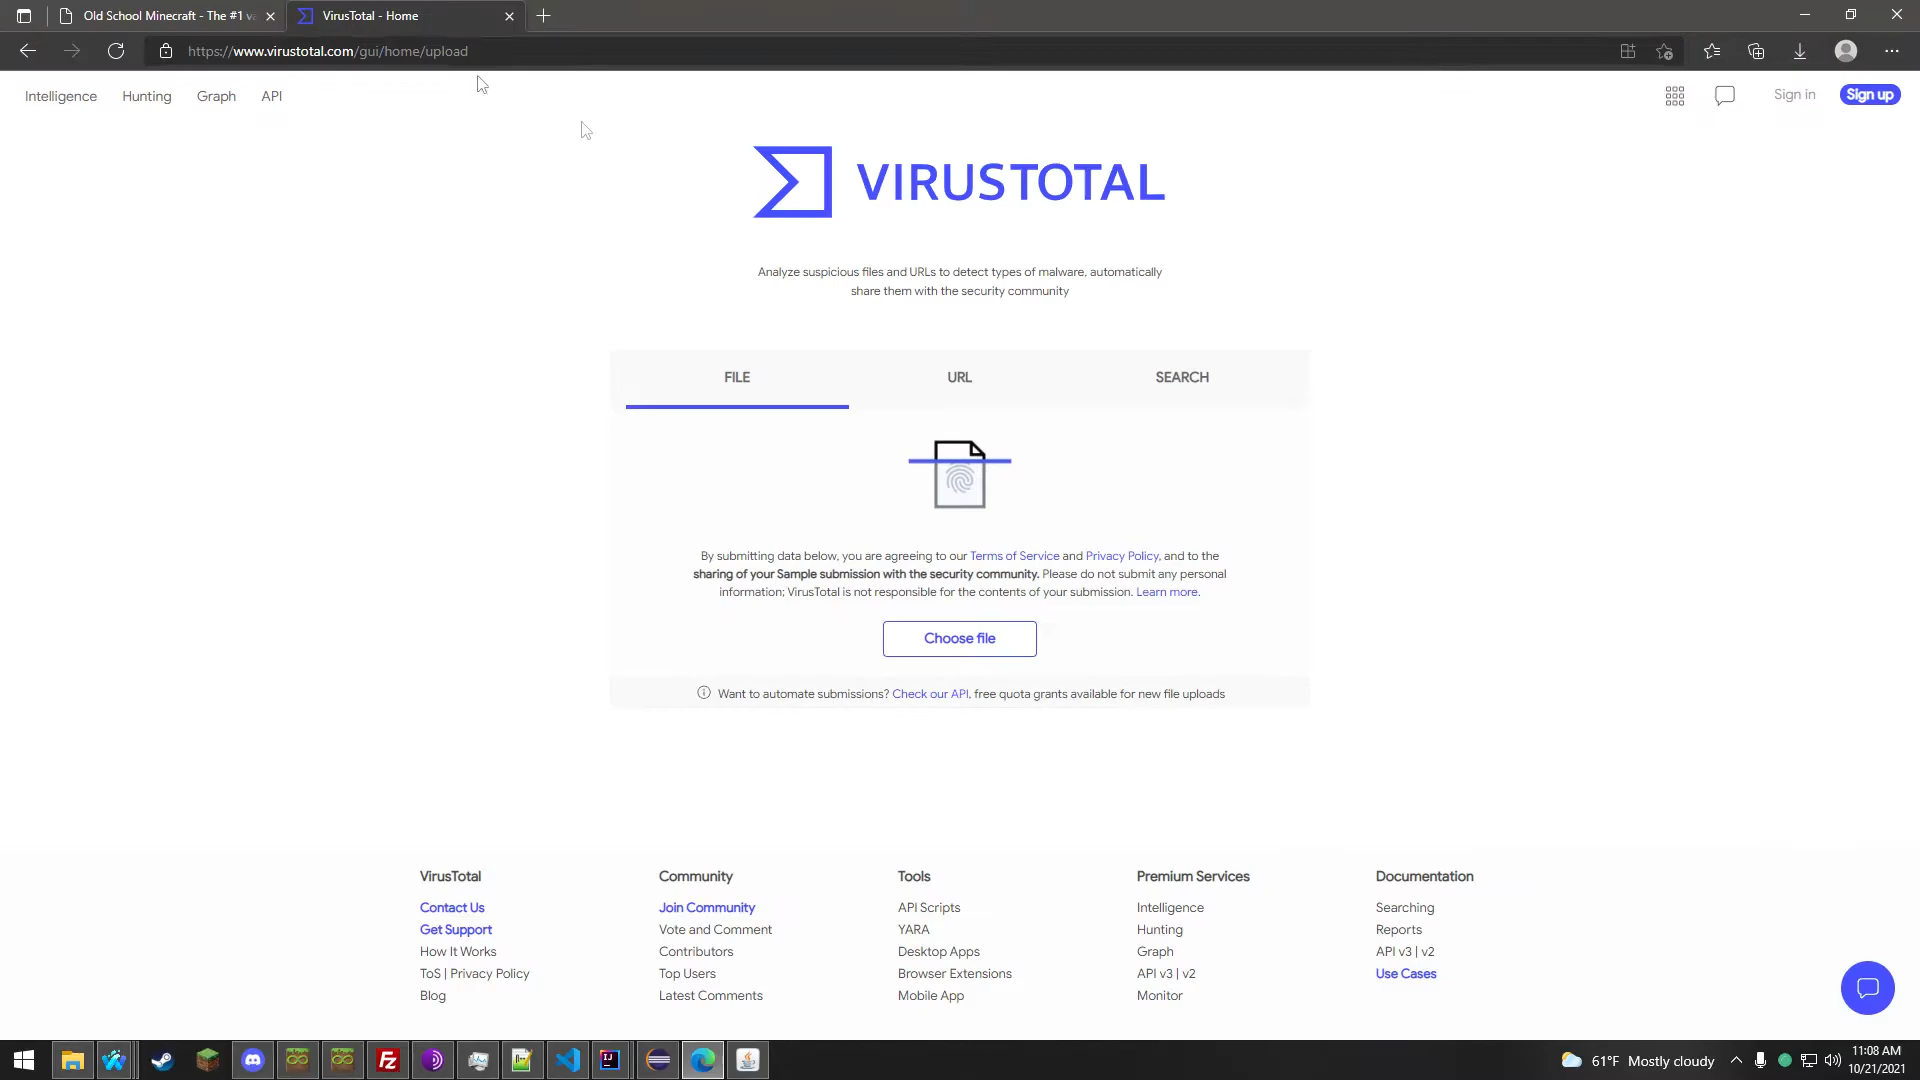 Old School Minecraft - The #1 va
VirusTotal - Home
https://www.virustotal.com/gui/home/upload
Intelligence
Hunting
Graph
API
Sign in
Sign up
VIRUSTOTAL
Analyze suspicious files and URLs to detect types of malware, automatically
share them with the security community
FILE
URL
SEARCH
By submitting data below, you are agreeing to our Terms of Service and Privacy Policy, and to the
sharing of your Sample submission with the security community. Please do not submit any personal
information; VirusTotal is not responsible for the contents of your submission. Learn more.
Choose file
Want to automate submissions? Check our API, free quota grants available for new file uploads
VirusTotal
Contact Us
Get Support
How It Works
ToS | Privacy Policy
Blog
Community
Join Community
Vote and Comment
Contributors
Top Users
Latest Comments
Tools
API Scripts
YARA
Desktop Apps
Browser Extensions
Mobile App
Premium Services
Intelligence
Hunting
Graph
API v3 | v2
Monitor
Documentation
Searching
Reports
API v3 | v2
Use Cases
61°F Mostly cloudy
11:08 AM
10/21/2021